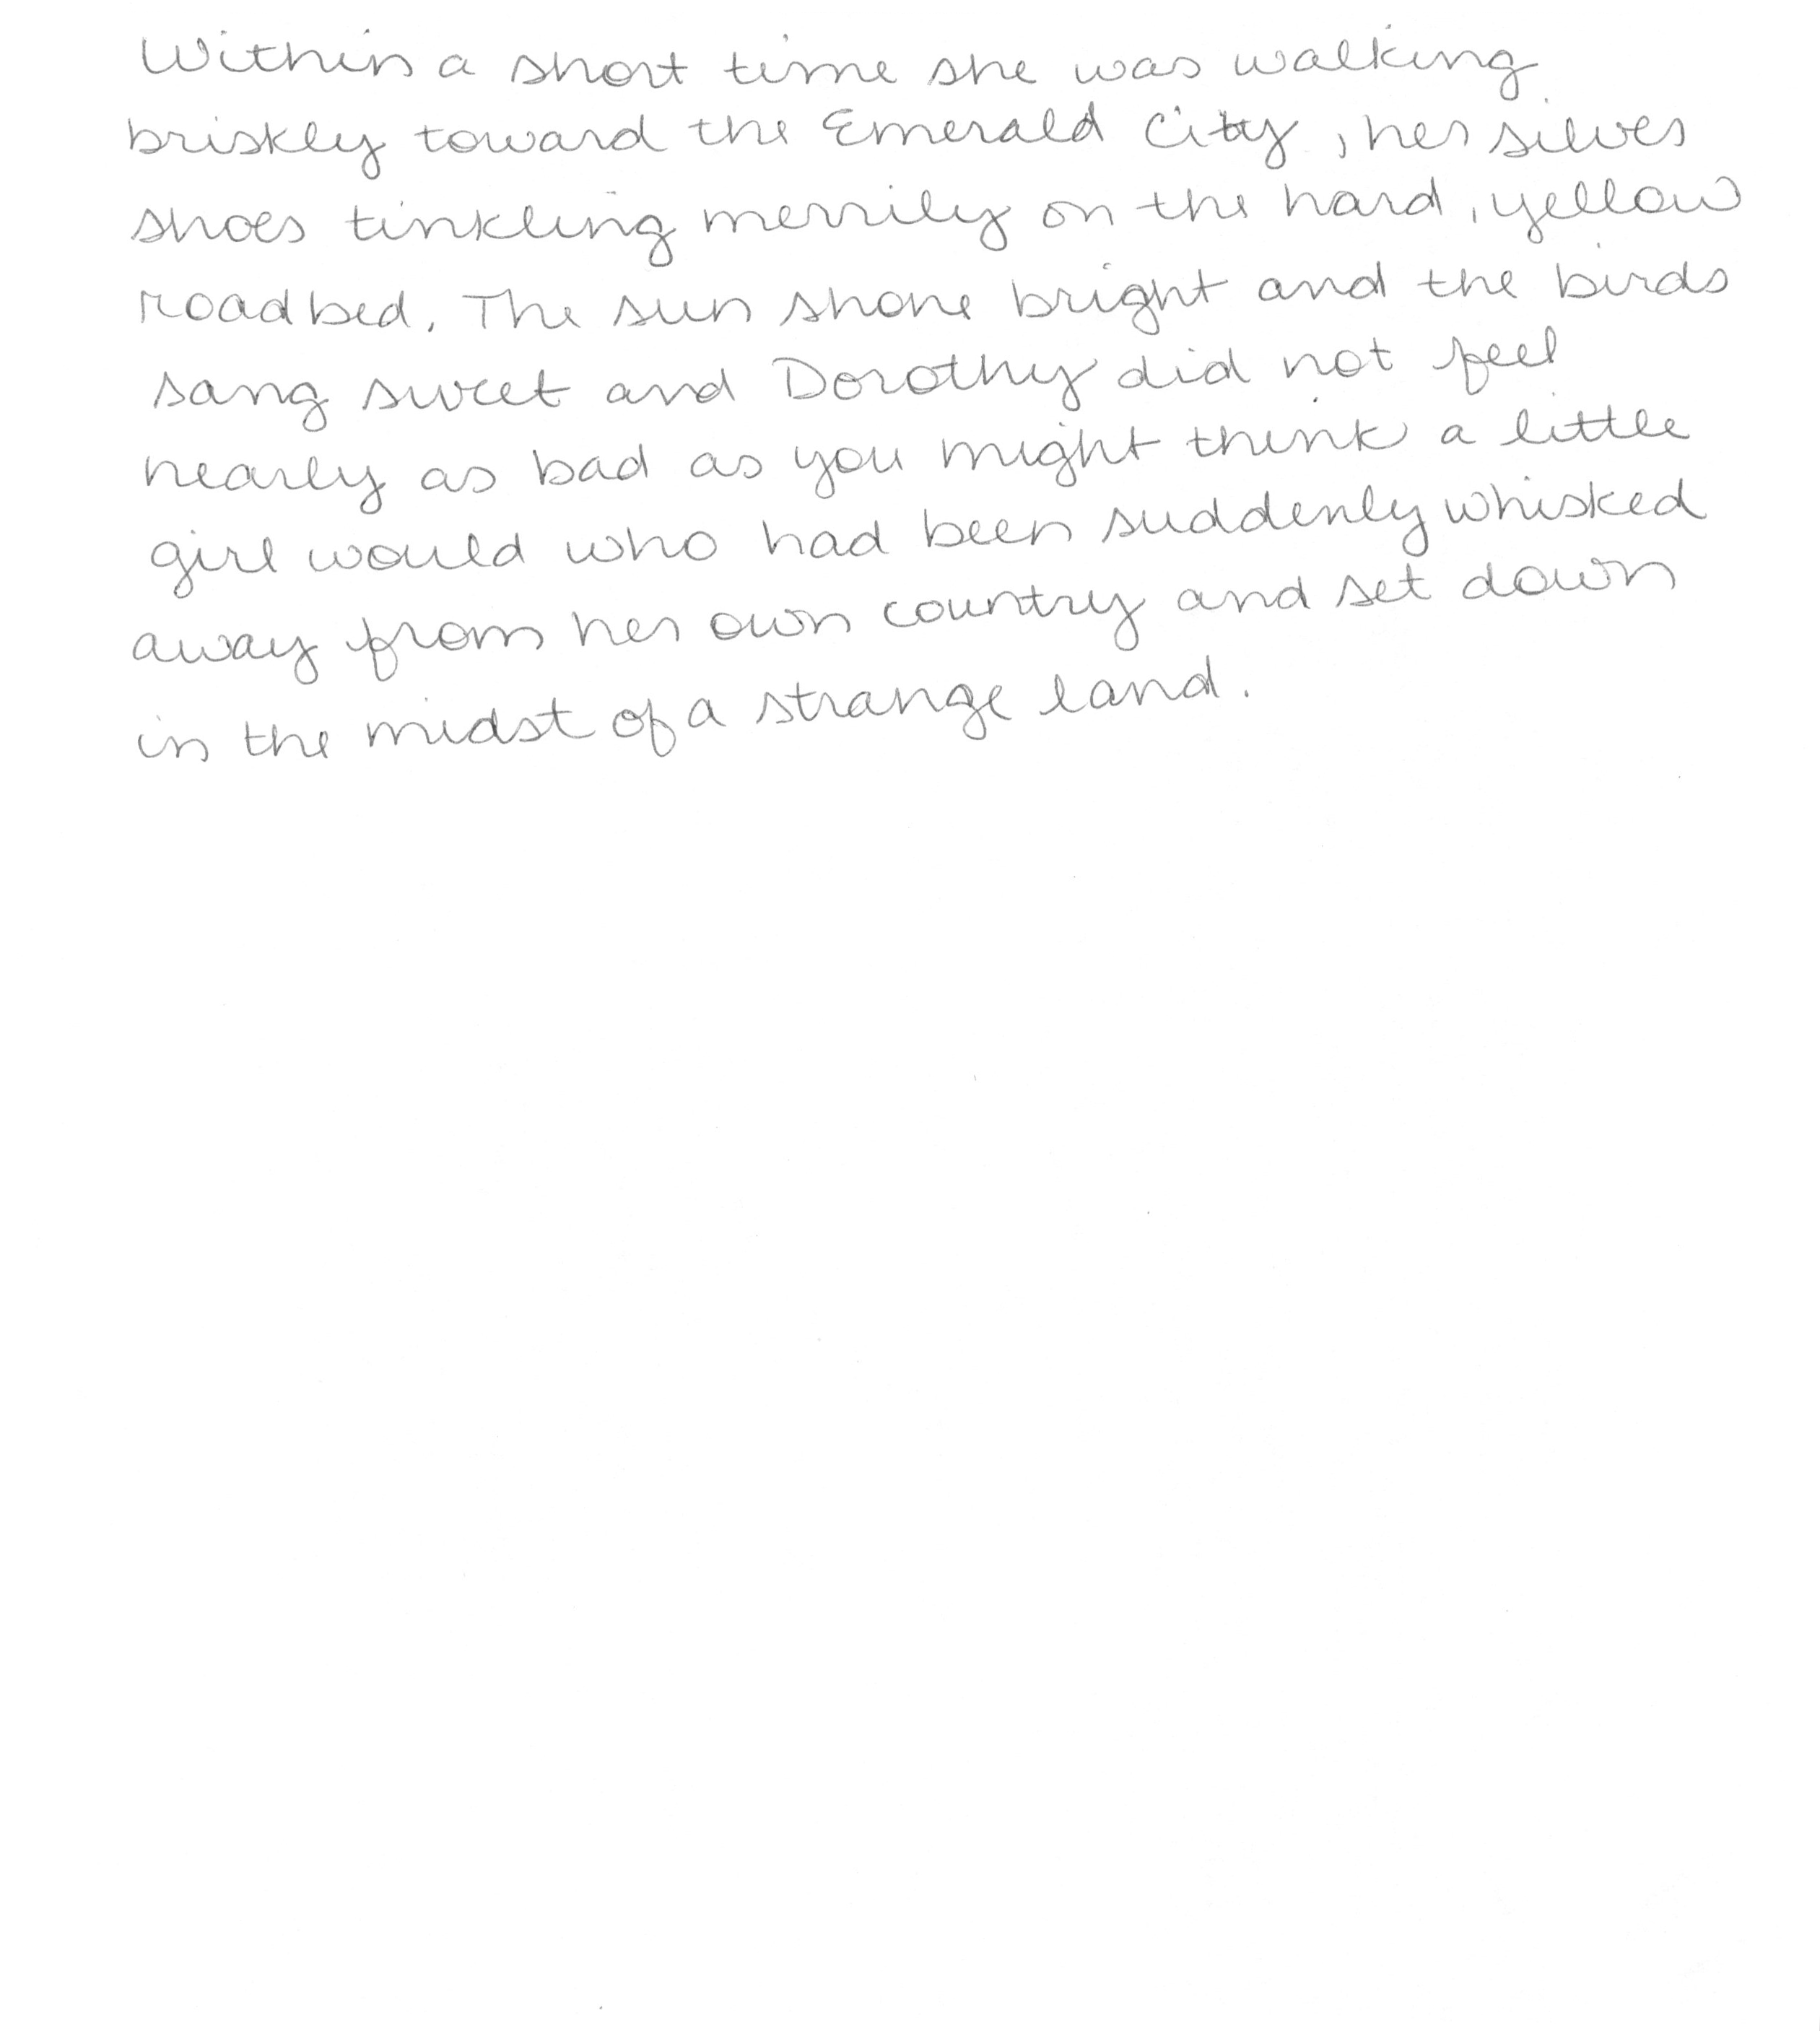 Within a short time she was walking
briskly toward the Emerald City, her silver
shoes tinkling merrily on the hard, yellow
roadbed. The sun shone bright and the birds
sang sweet and Dorothy did not feel
nearly as bad as you might think a little
girl would who had been suddenly whisked
away from her own country and set down
in the midst of a strange land.